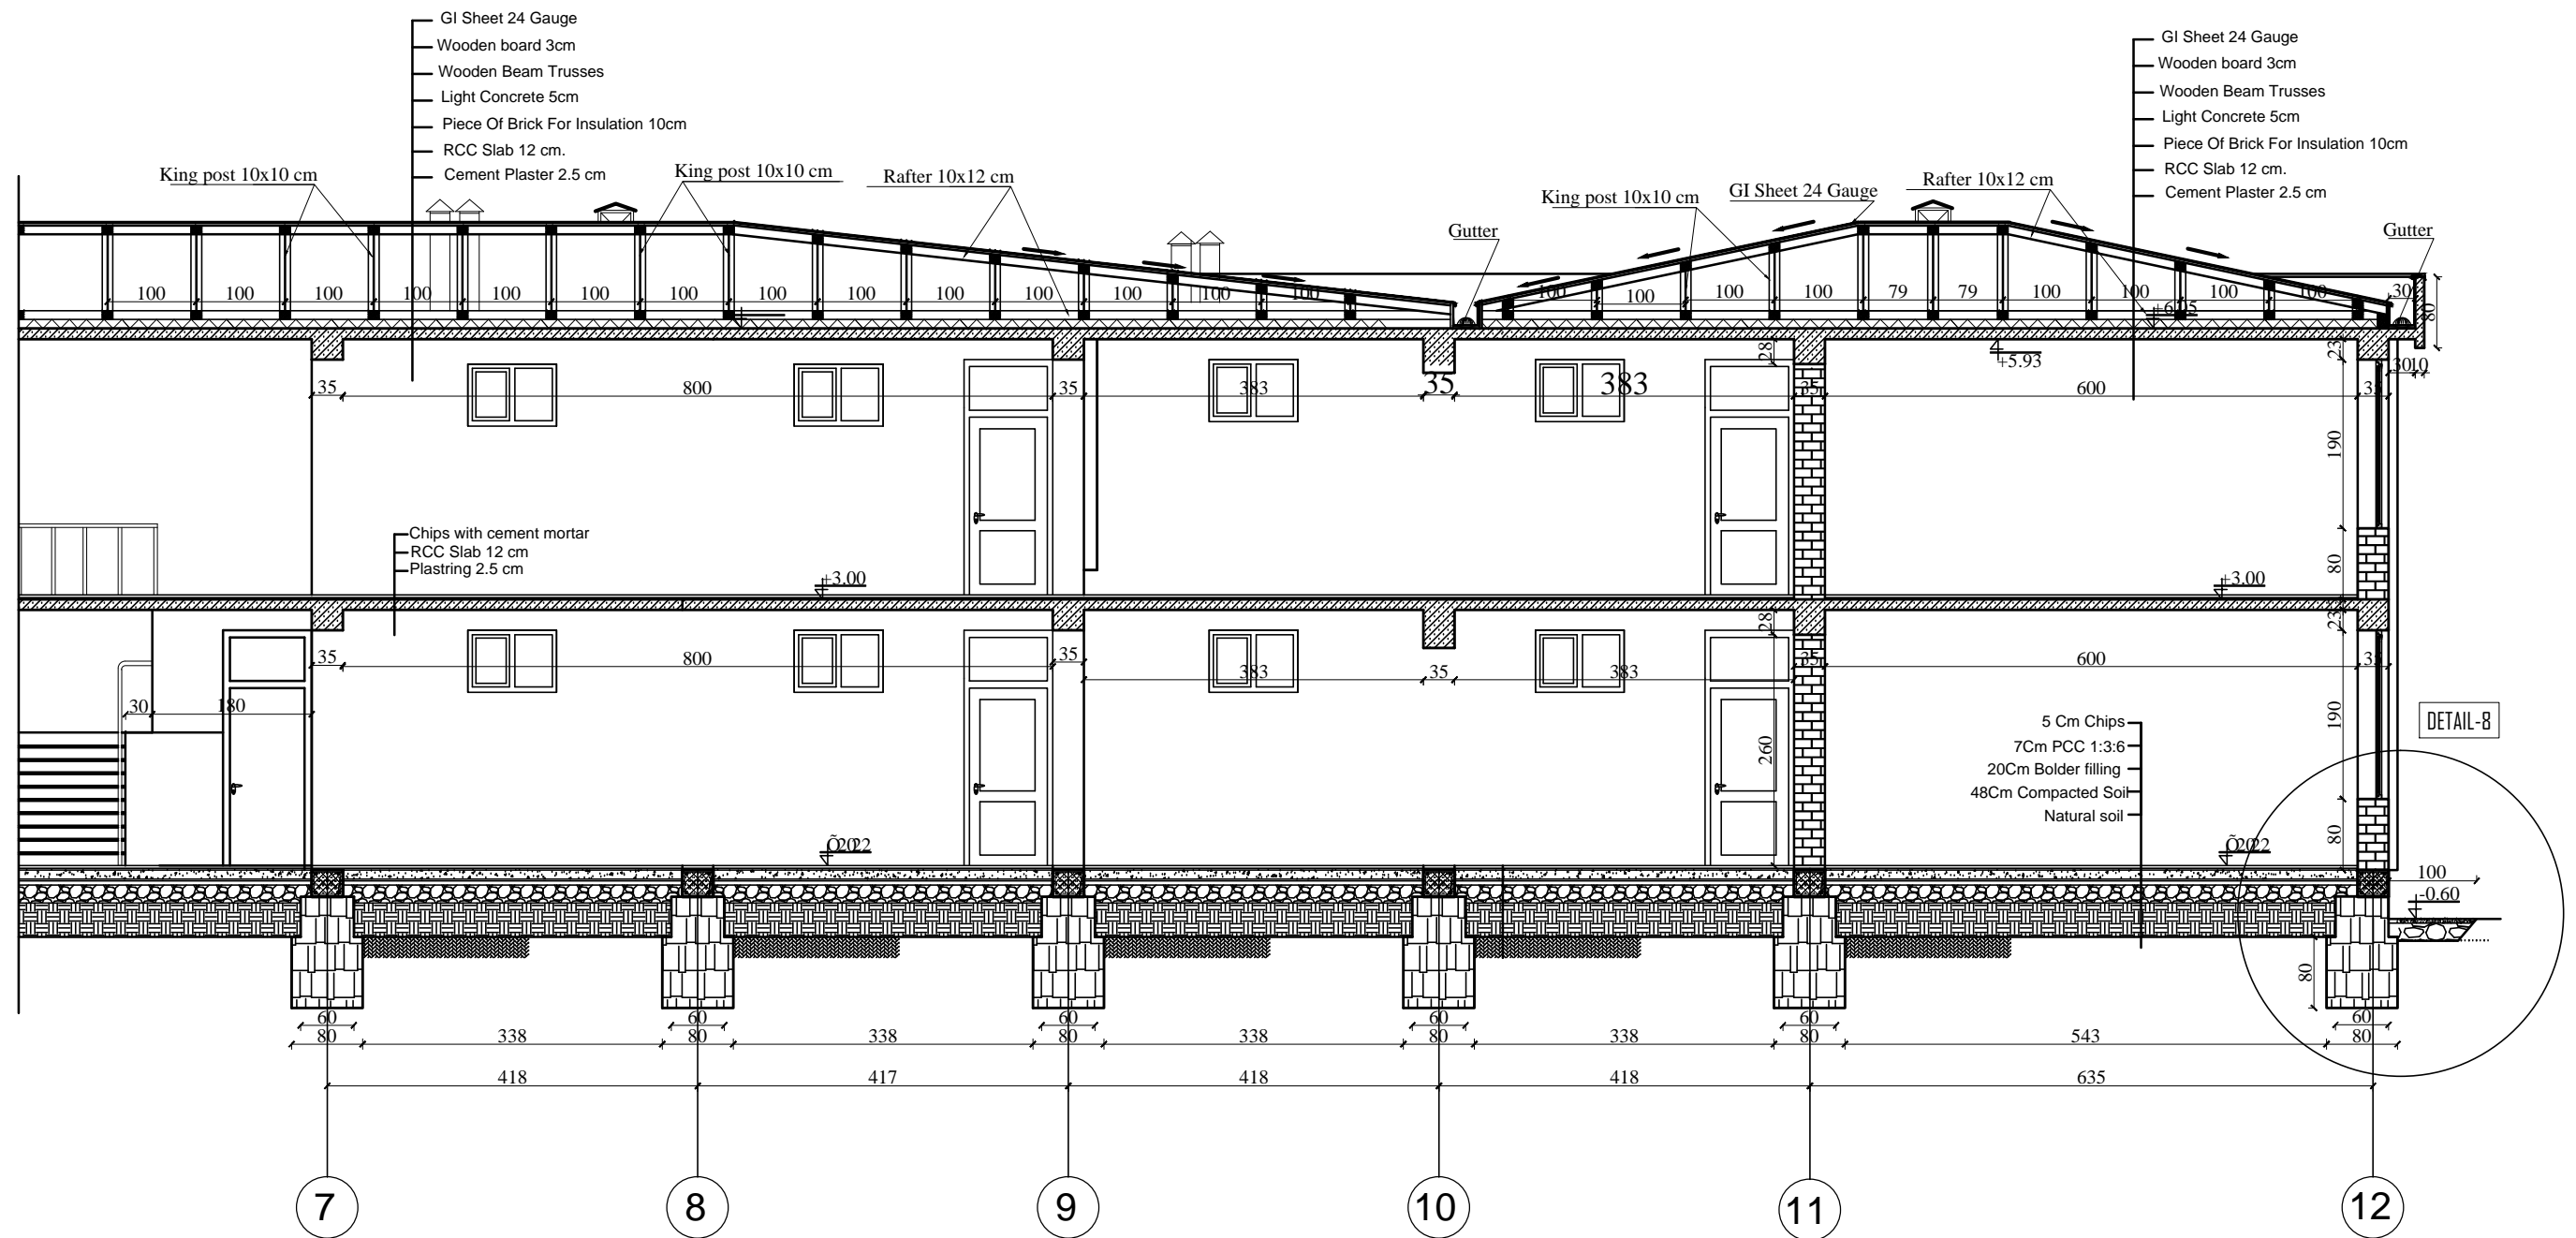 GI Sheet 24 Gauge
Wooden board 3cm
Wooden Beam Trusses
Light Concrete 5cm
Piece Of Brick For Insulation 10cm
RCC Slab 12 cm.
Cement Plaster 2.5 cm
GI Sheet 24 Gauge
Wooden board 3cm
Wooden Beam Trusses
Light Concrete 5cm
Piece Of Brick For Insulation 10cm
RCC Slab 12 cm.
Cement Plaster 2.5 cm
King post 10x10 cm
King post 10x10 cm
Rafter 10x12 cm
King post 10x10 cm
GI Sheet 24 Gauge
Rafter 10x12 cm
Gutter
Gutter
100 100 100 100 100 100 100 100 100 100 100 100 100 100 100 100 100 100 79 79 100 100 100 100 30
80
+6.05
28
+5.93
23
30 10
35 800 35 383 35 383 35 600 35
190
Chips with cement mortar
RCC Slab 12 cm
Plastring 2.5 cm
80
+3.00
+3.00
28
23
35 800 35 383 35 383 35 600 35
30 180
190
260
DETAIL-8
5 Cm Chips
7Cm PCC 1:3:6
20Cm Bolder filling
48Cm Compacted Soil
Natural soil
80
100
-0.60
80
60 60 60 60 60 60
80 338 80 338 80 338 80 338 80 543 80
418 417 418 418 635
7 8 9 10 11 12